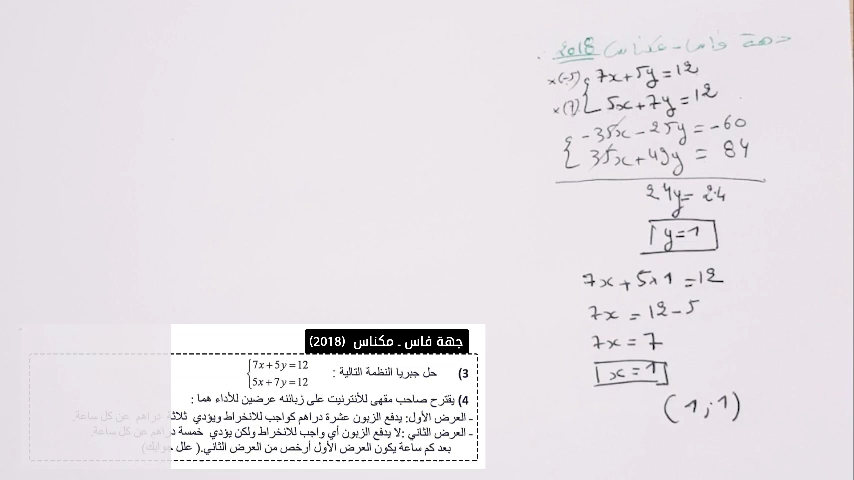 جهة فاس - مكناس 2018
x(-5) { 7x+5y=12
x(7) { 5x+7y=12
{ -35x-25y=-60
35x+49y = 84
24y=24
y=1
7x+5x1=12
7x = 12-5
7x = 7
x=1
(1;1)
جهة فاس - مكناس (2018)
3) حل جبريا النظمة التالية : { 7x+5y=12
5x+7y=12
4) يقترح صاحب مقهى للأنترنيت على زبنائه عرضين للأداء هما :
- العرض الأول: يدفع الزبون عشرة دراهم كواجب للانخراط ويؤدي ثلاثة دراهم عن كل ساعة.
- العرض الثاني :لا يدفع الزبون أي واجب للانخراط ولكن يؤدي خمسة دراهم عن كل ساعة.
بعد كم ساعة يكون العرض الأول أرخص من العرض الثاني.( علل جوابك)